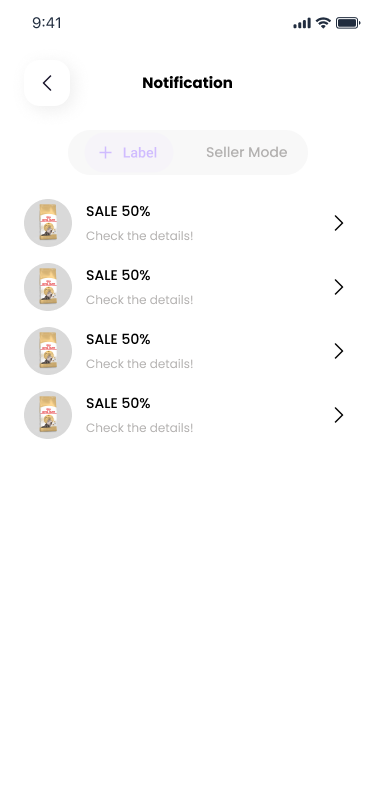 9:41
Notification
+ Label
Seller Mode
SALE 50%
Check the details!
SALE 50%
Check the details!
SALE 50%
Check the details!
SALE 50%
Check the details!